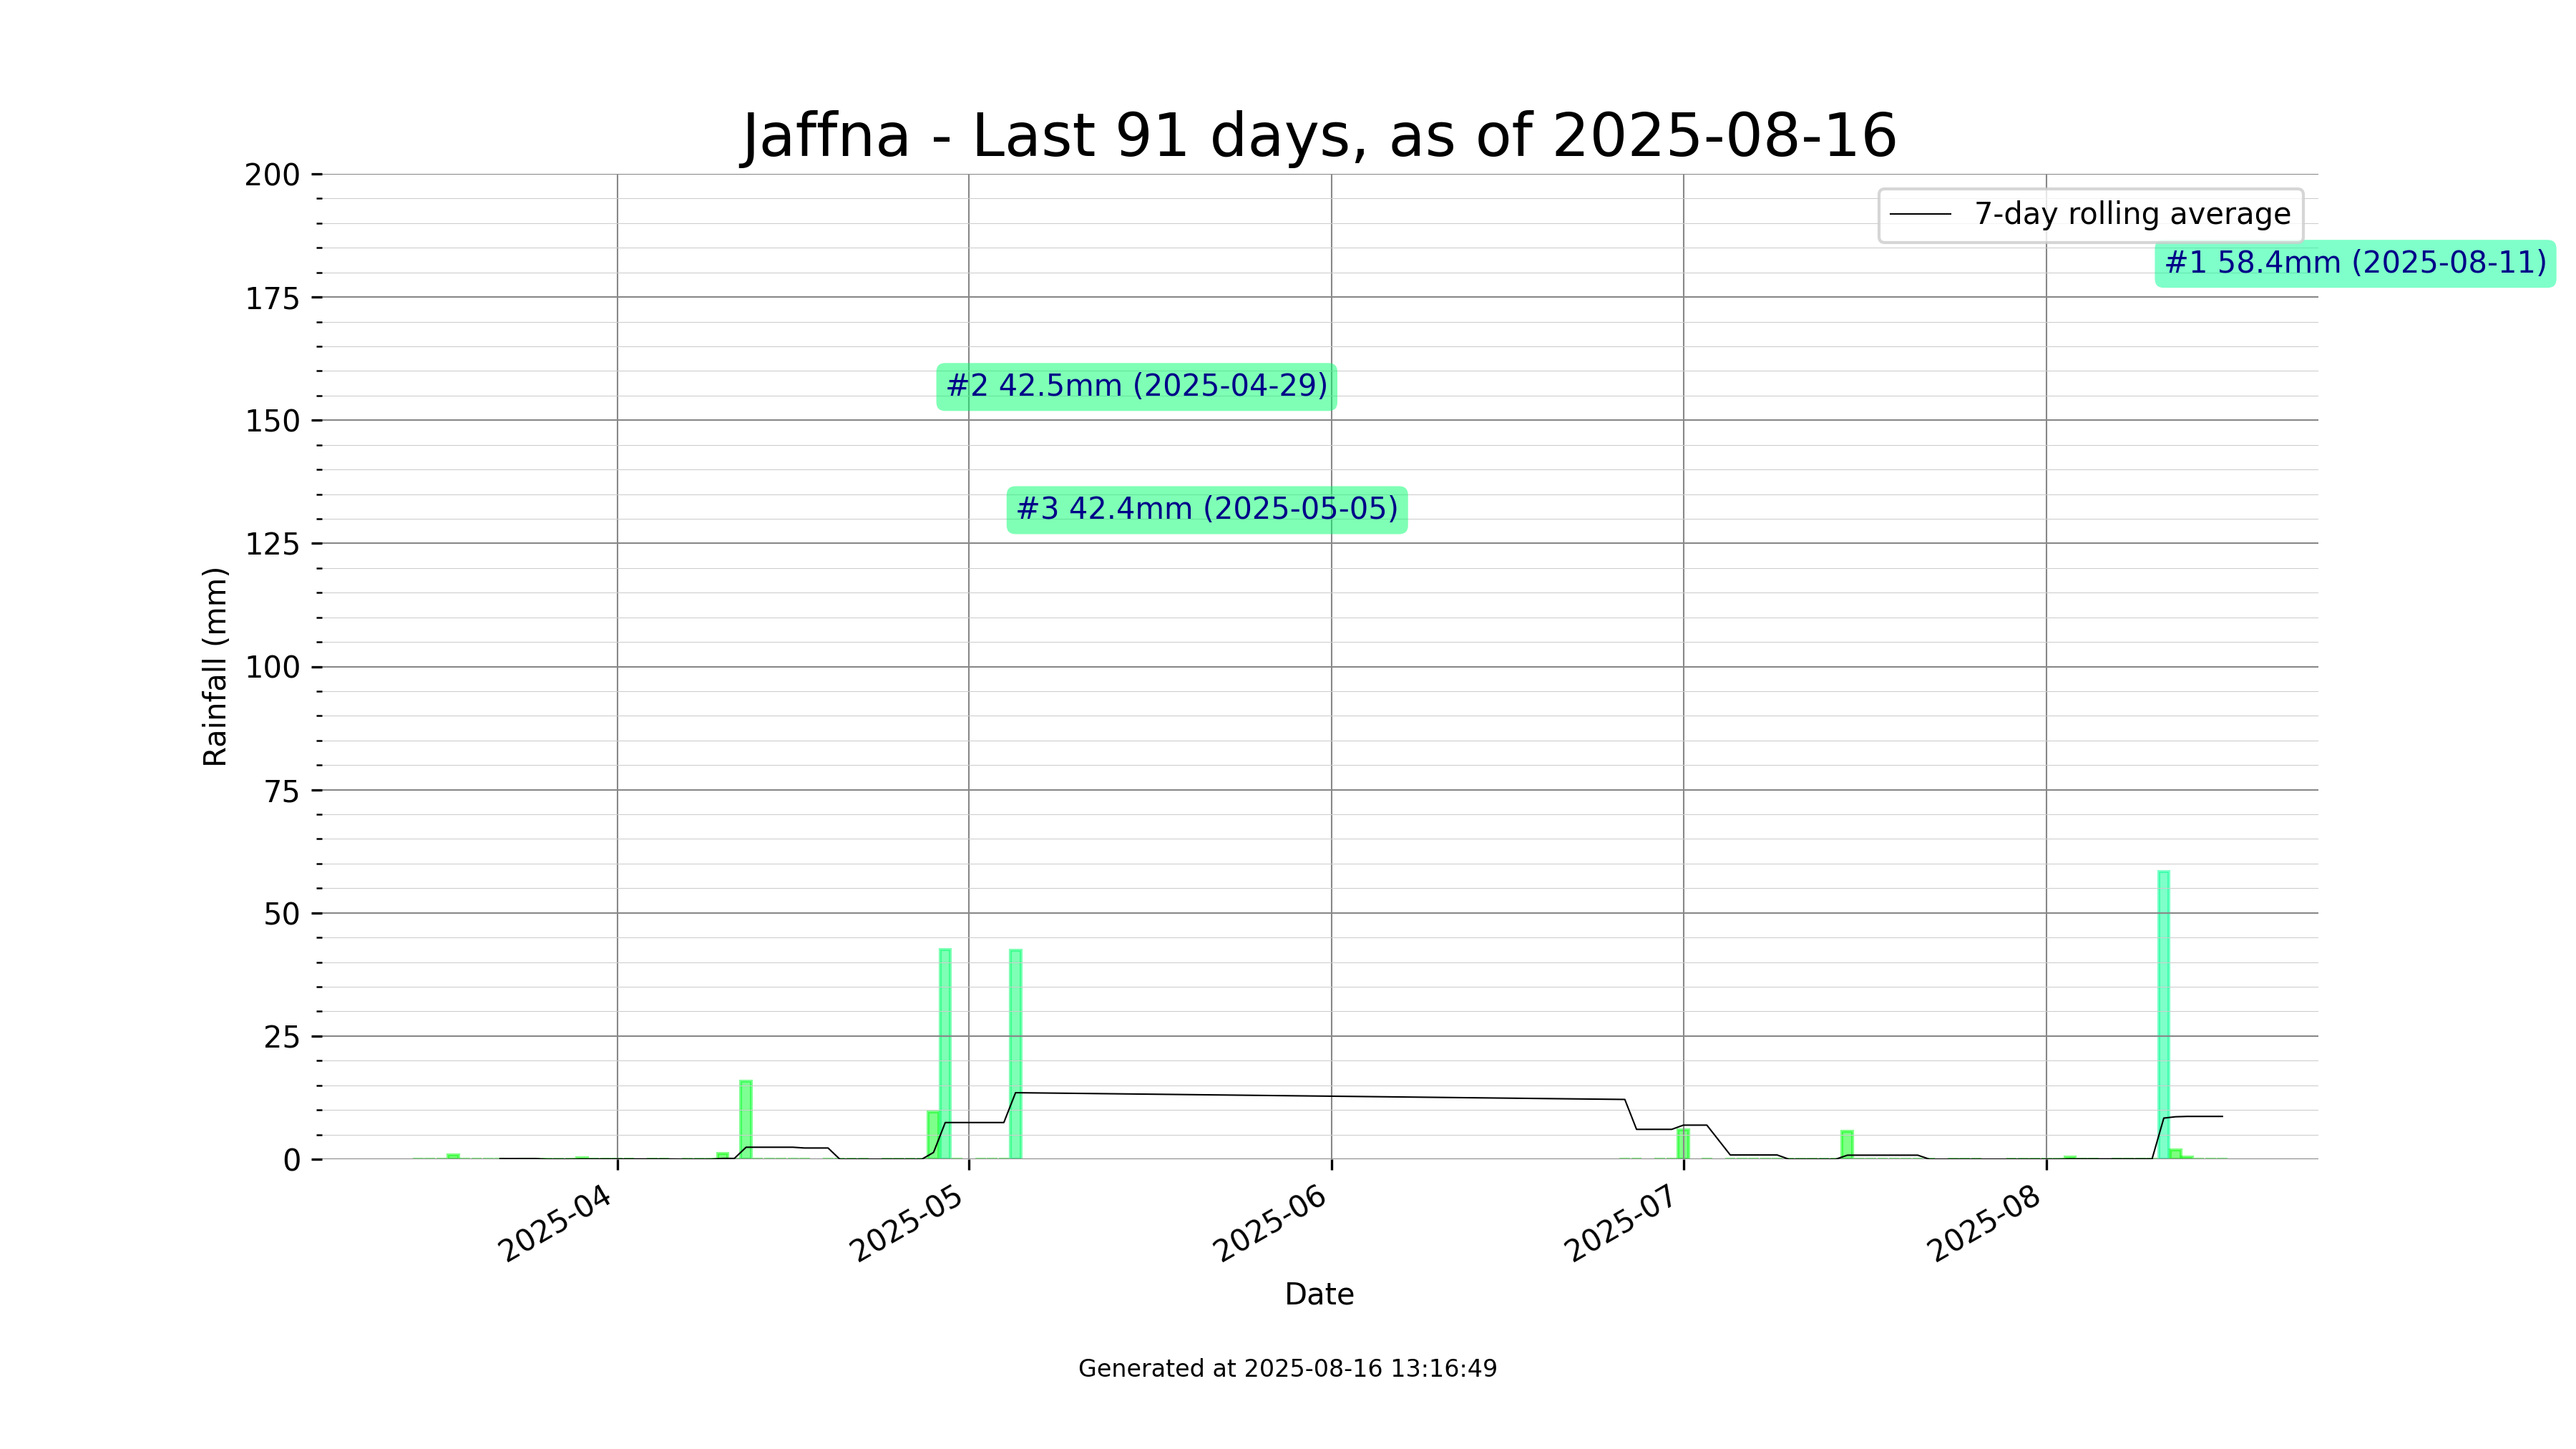 Jaffna - Last 91 days, as of 2025-08-16
200
175
150
125
100
75
50
25
0
Rainfall (mm)
7-day rolling average
#1 58.4mm (2025-08-11)
#2 42.5mm (2025-04-29)
#3 42.4mm (2025-05-05)
2025-04
2025-05
2025-06
2025-07
2025-08
Date
Generated at 2025-08-16 13:16:49